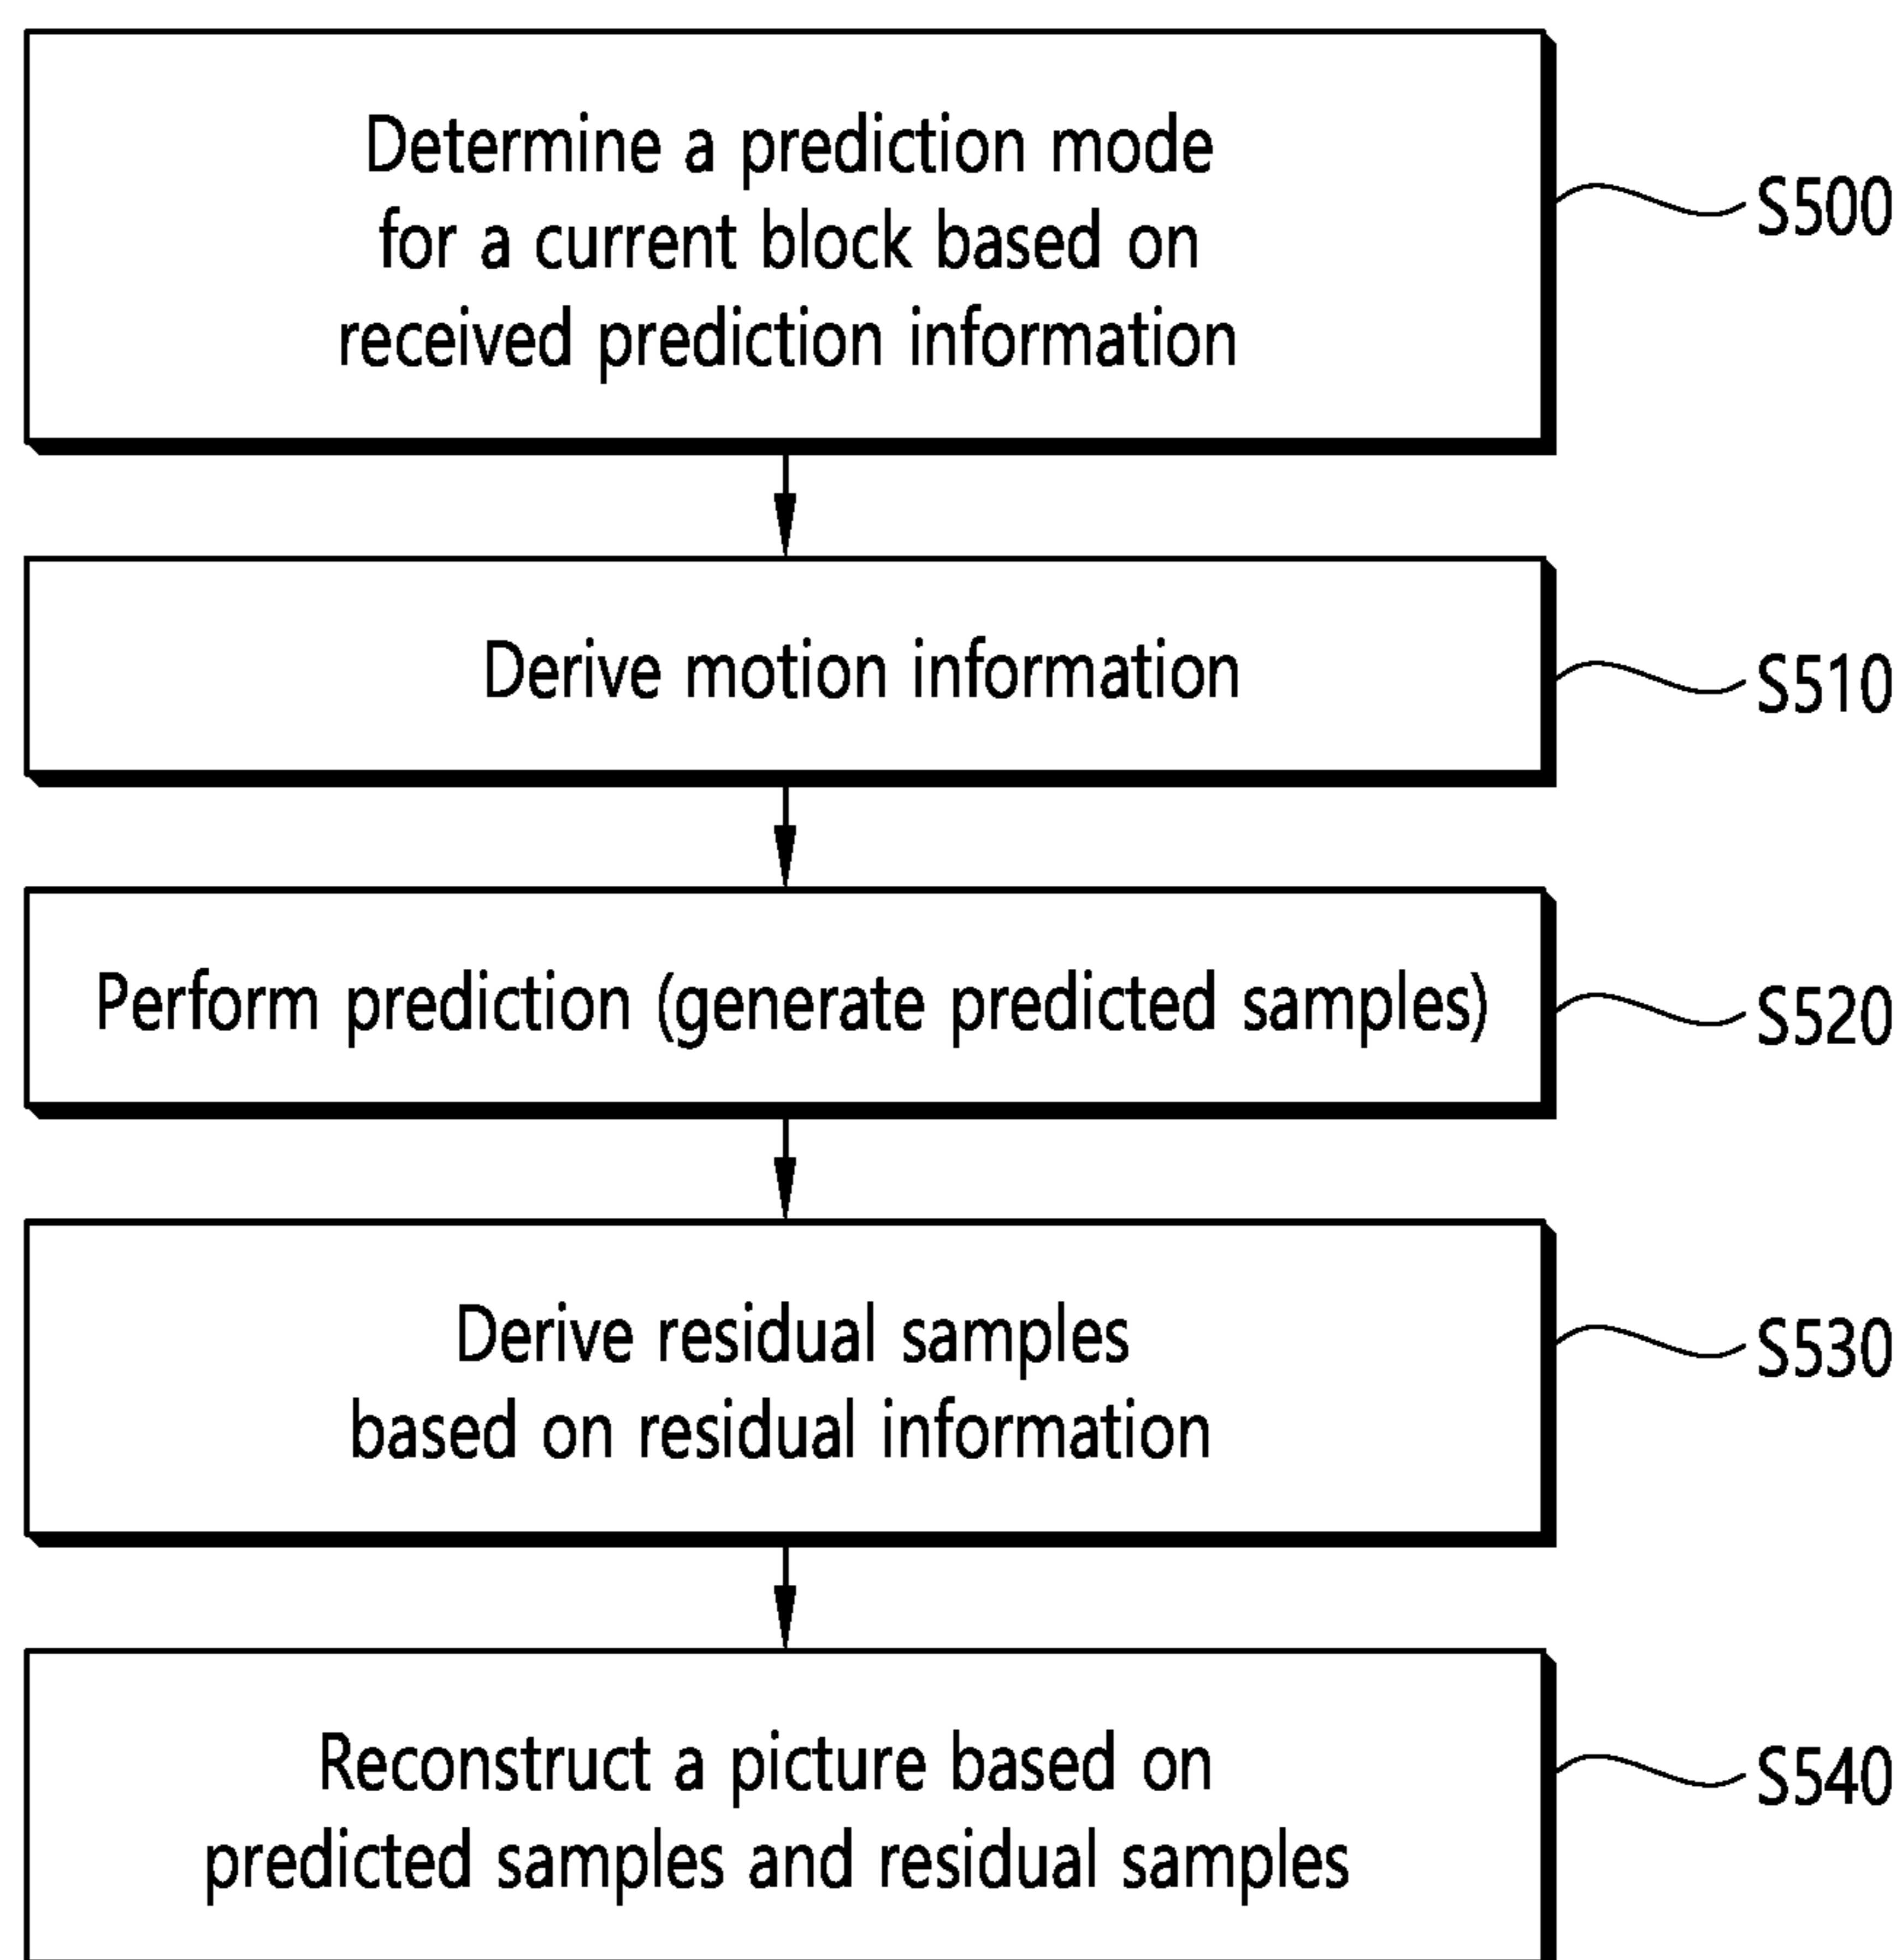 Determine a prediction mode
for a current block based on
received prediction information
S500
Derive motion information
S510
Perform prediction (generate predicted samples)
S520
Derive residual samples
based on residual information
S530
Reconstruct a picture based on
predicted samples and residual samples
S540